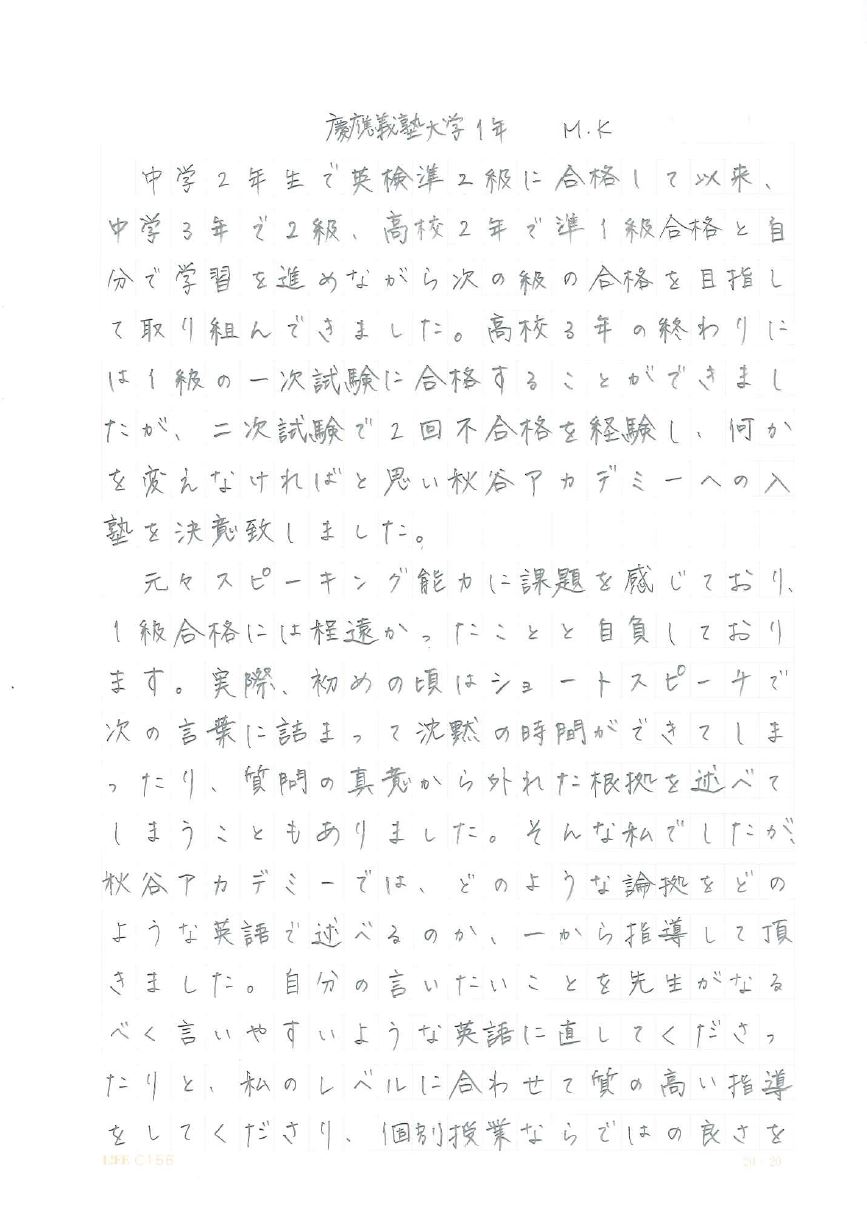 慶應義塾大学1年　M.K
中学2年生で英検準2級に合格して以来、
中学3年で2級、高校2年で準1級合格と自
分で学習を進めながら次の級の合格を目指し
て取り組んできました。高校3年の終わりに
は1級の一次試験に合格することができまし
たが、二次試験で2回不合格を経験し、何か
を変えなければと思い秋谷アカデミーへの入
塾を決意致しました。
元々スピーキング能力に課題を感じており、
1級合格には程遠かったことと自負しており
ます。実際、初めの頃はショートスピーチで
次の言葉に詰まって沈黙の時間ができてしま
ったり、質問の真意から外れた根拠を述べて
しまうこともありました。そんな私でしたが、
秋谷アカデミーでは、どのような論拠をどの
ような英語で述べるのか、一から指導して頂
きました。自分の言いたいことを先生がなる
べく言いやすいような英語に直してくださっ
たりと、私のレベルに合わせて質の高い指導
をしてくださり、個別授業ならではの良さを
LIFE C155　20×20